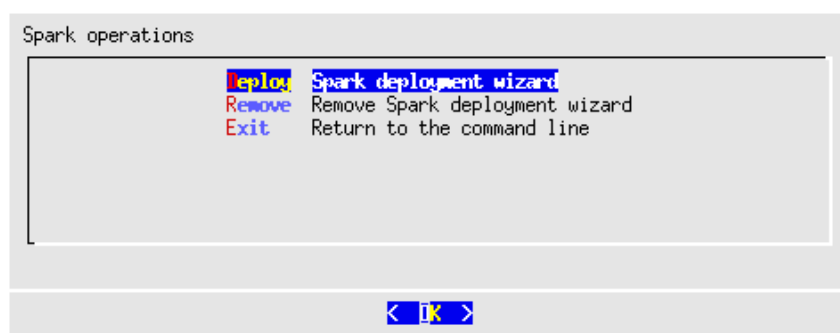 Spark operations
Deploy Spark deployment wizard
Remove Remove Spark deployment wizard
Exit Return to the command line
< OK >